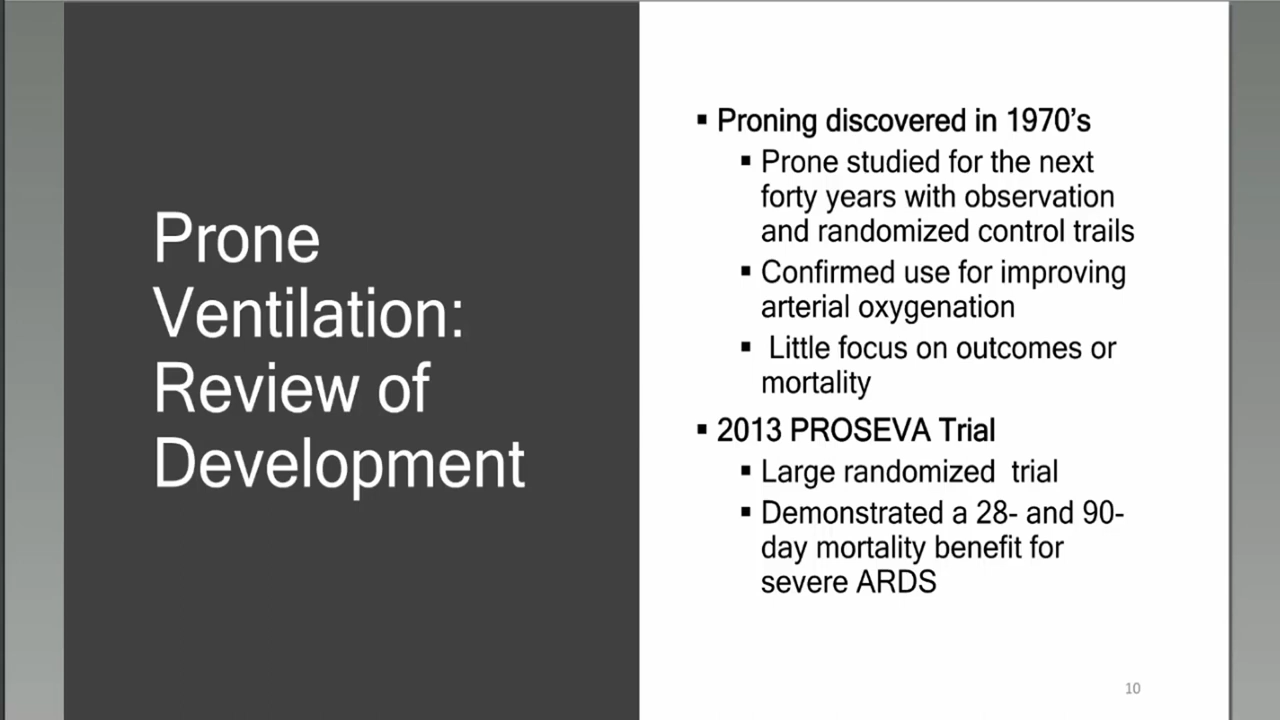 Prone
Ventilation:
Review of
Development
▪ Proning discovered in 1970's
▪ Prone studied for the next
forty years with observation
and randomized control trails
▪ Confirmed use for improving
arterial oxygenation
▪ Little focus on outcomes or
mortality
▪ 2013 PROSEVA Trial
▪ Large randomized trial
▪ Demonstrated a 28- and 90-
day mortality benefit for
severe ARDS
10